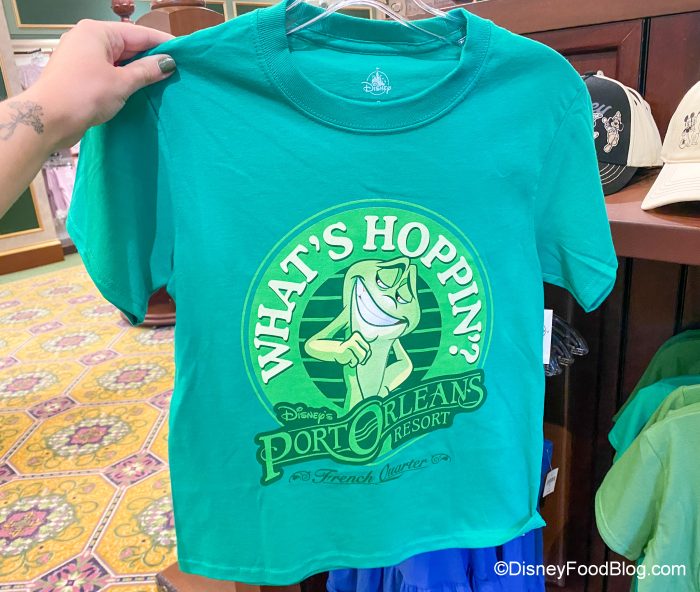 Disney
WHAT'S HOPPIN'?
Disney's
PORT ORLEANS
RESORT
French Quarter
©DisneyFoodBlog.com